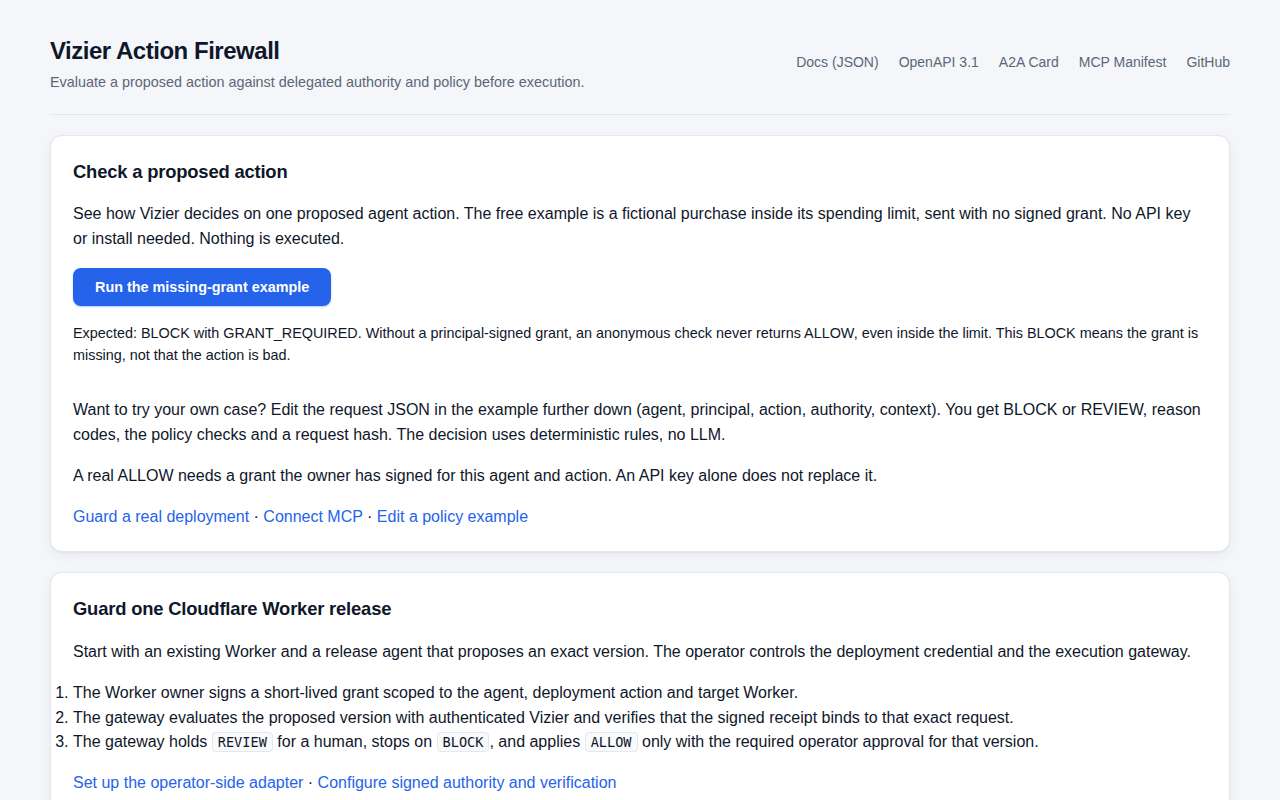 Vizier Action Firewall
Evaluate a proposed action against delegated authority and policy before execution.
Docs (JSON) OpenAPI 3.1 A2A Card MCP Manifest GitHub
Check a proposed action
See how Vizier decides on one proposed agent action. The free example is a fictional purchase inside its spending limit, sent with no signed grant. No API key
or install needed. Nothing is executed.
Run the missing-grant example
Expected: BLOCK with GRANT_REQUIRED. Without a principal-signed grant, an anonymous check never returns ALLOW, even inside the limit. This BLOCK means the grant is
missing, not that the action is bad.
Want to try your own case? Edit the request JSON in the example further down (agent, principal, action, authority, context). You get BLOCK or REVIEW, reason
codes, the policy checks and a request hash. The decision uses deterministic rules, no LLM.
A real ALLOW needs a grant the owner has signed for this agent and action. An API key alone does not replace it.
Guard a real deployment · Connect MCP · Edit a policy example
Guard one Cloudflare Worker release
Start with an existing Worker and a release agent that proposes an exact version. The operator controls the deployment credential and the execution gateway.
1. The Worker owner signs a short-lived grant scoped to the agent, deployment action and target Worker.
2. The gateway evaluates the proposed version with authenticated Vizier and verifies that the signed receipt binds to that exact request.
3. The gateway holds REVIEW for a human, stops on BLOCK, and applies ALLOW only with the required operator approval for that version.
Set up the operator-side adapter · Configure signed authority and verification